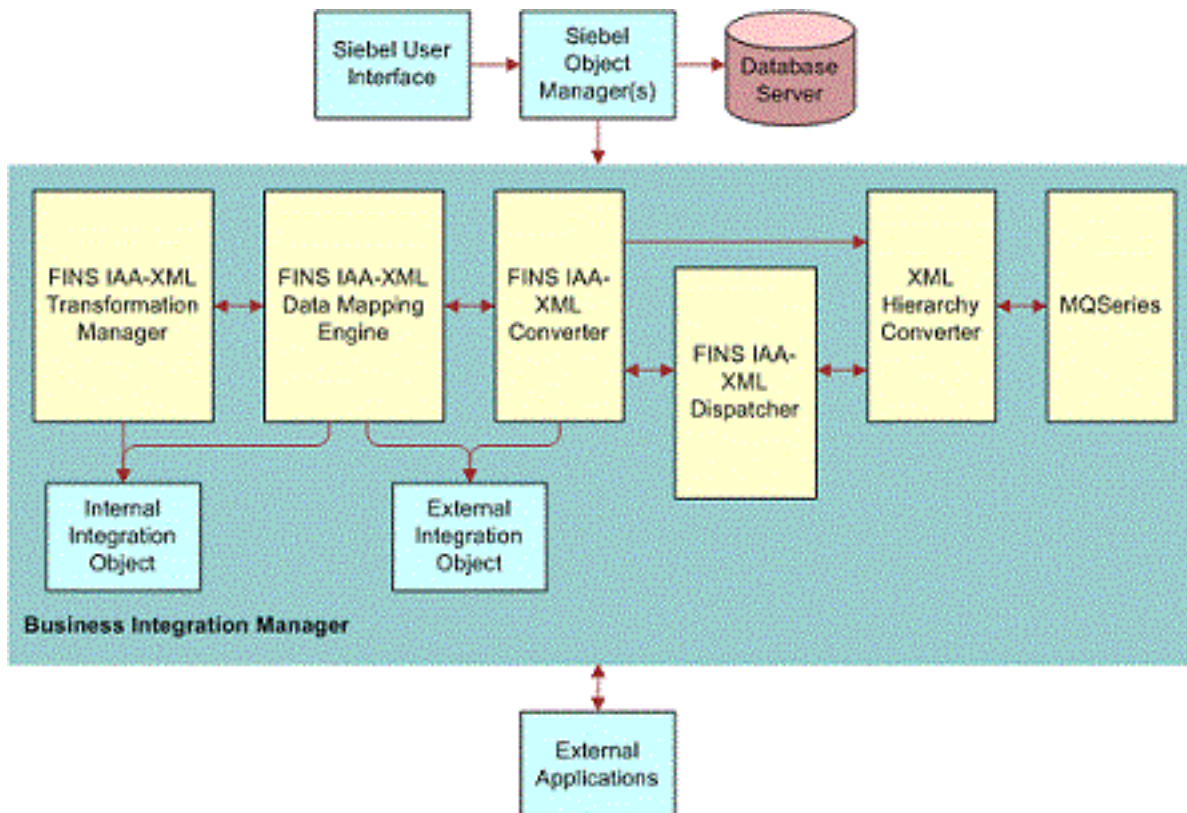 Siebel User
Interface
Siebel
Object
Manager(s)
Database
Server
FINS IAA-XML
Transformation
Manager
FINS IAA-XML
Data Mapping
Engine
FINS IAA-
XML
Converter
FINS IAA-
XML
Dispatcher
XML
Hierarchy
Converter
MQSeries
Internal
Integration
Object
External
Integration
Object
Business Integration Manager
External
Applications